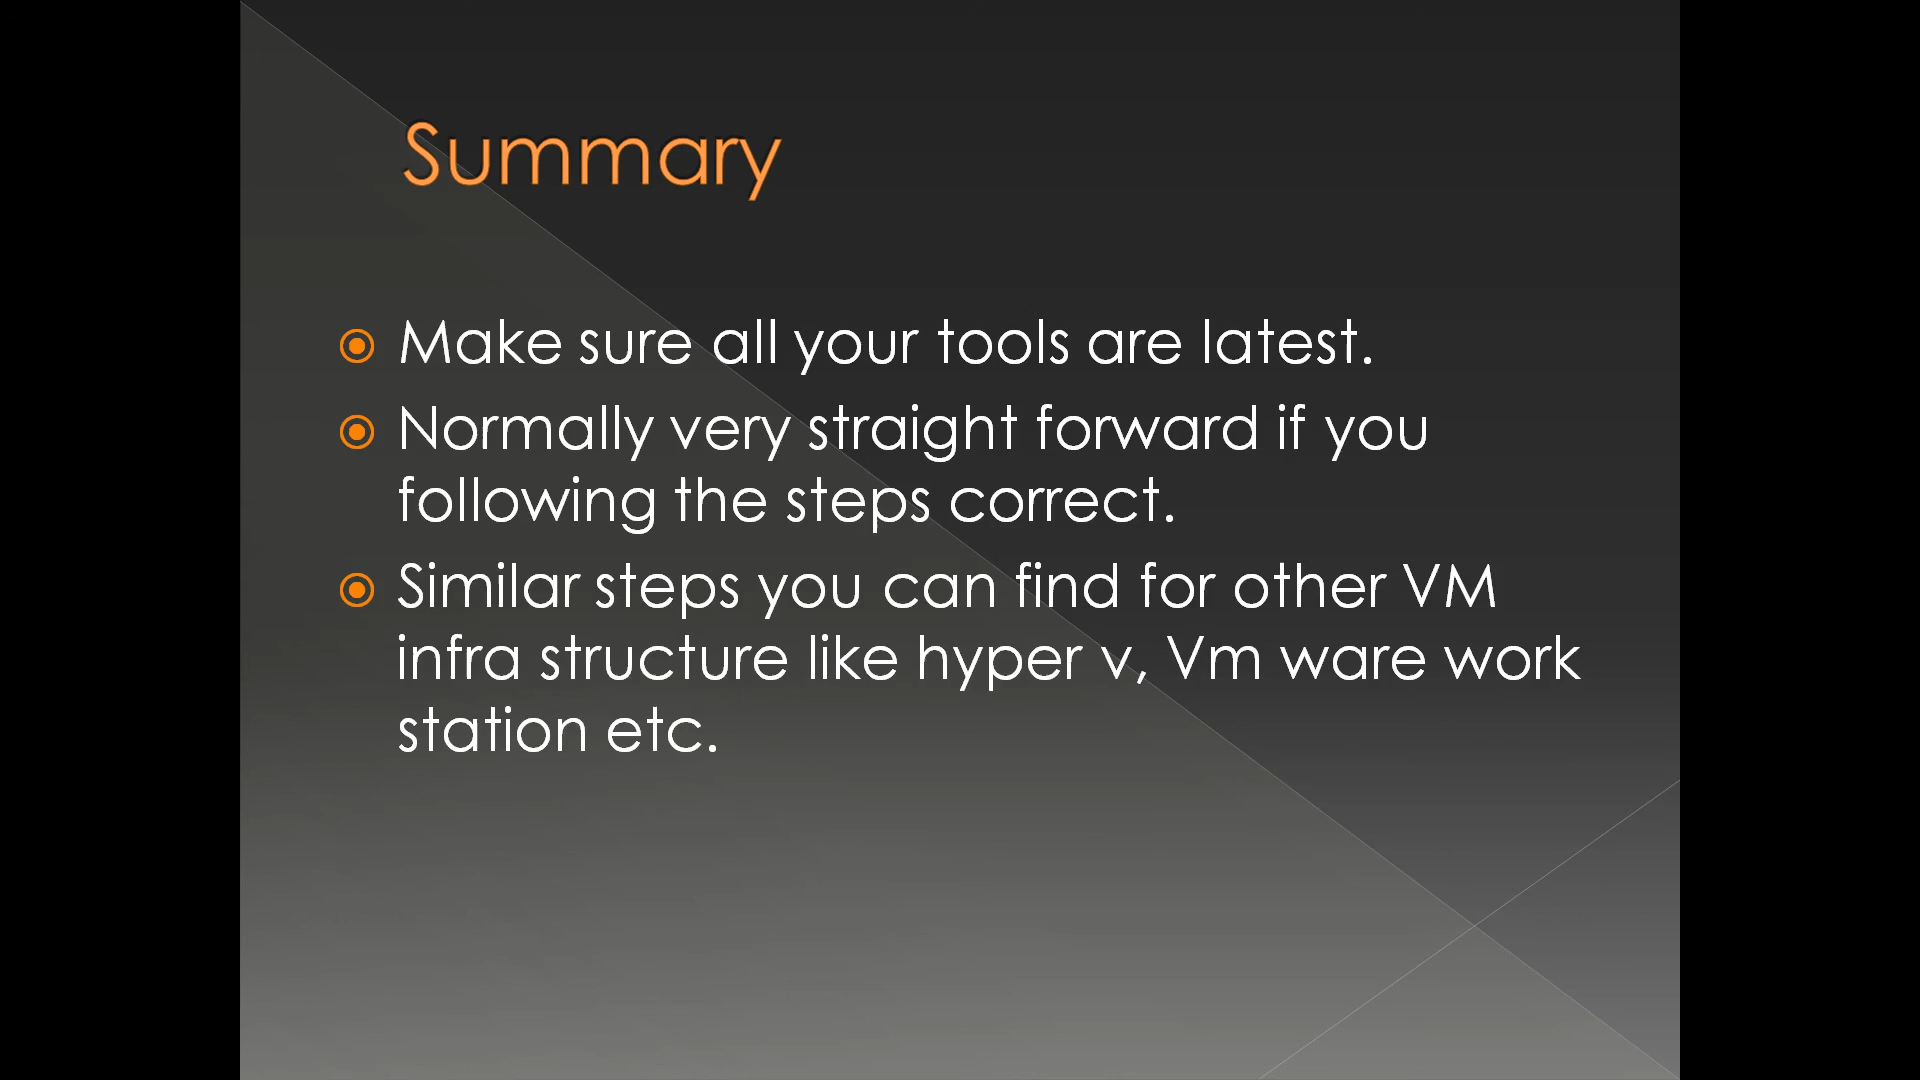 Summary
Make sure all your tools are latest.
Normally very straight forward if you
following the steps correct.
Similar steps you can find for other VM
infra structure like hyper v, Vm ware work
station etc.